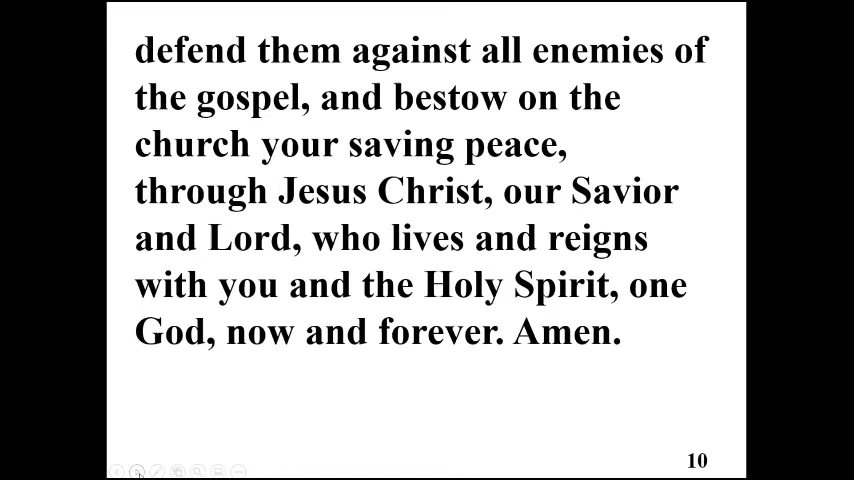 defend them against all enemies of
the gospel, and bestow on the
church your saving peace,
through Jesus Christ, our Savior
and Lord, who lives and reigns
with you and the Holy Spirit, one
God, now and forever. Amen.
10